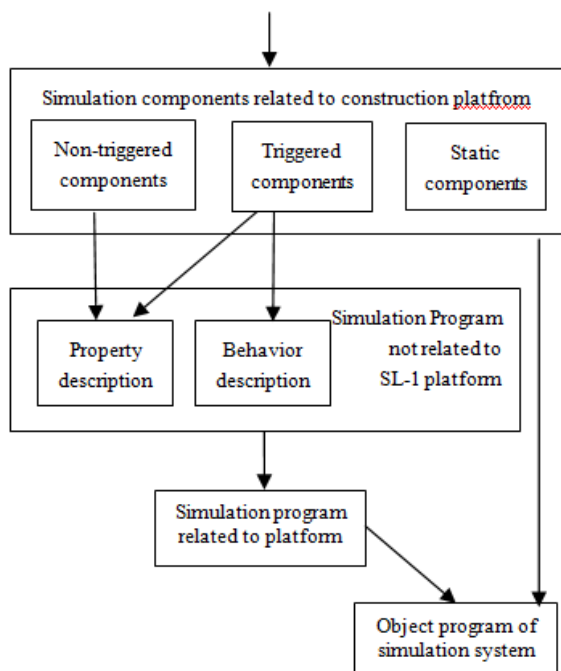 Simulation components related to construction platfrom
Non-triggered
components
Triggered
components
Static
components
Simulation Program
not related to
SL-1 platform
Property
description
Behavior
description
Simulation program
related to platform
Object program of
simulation system